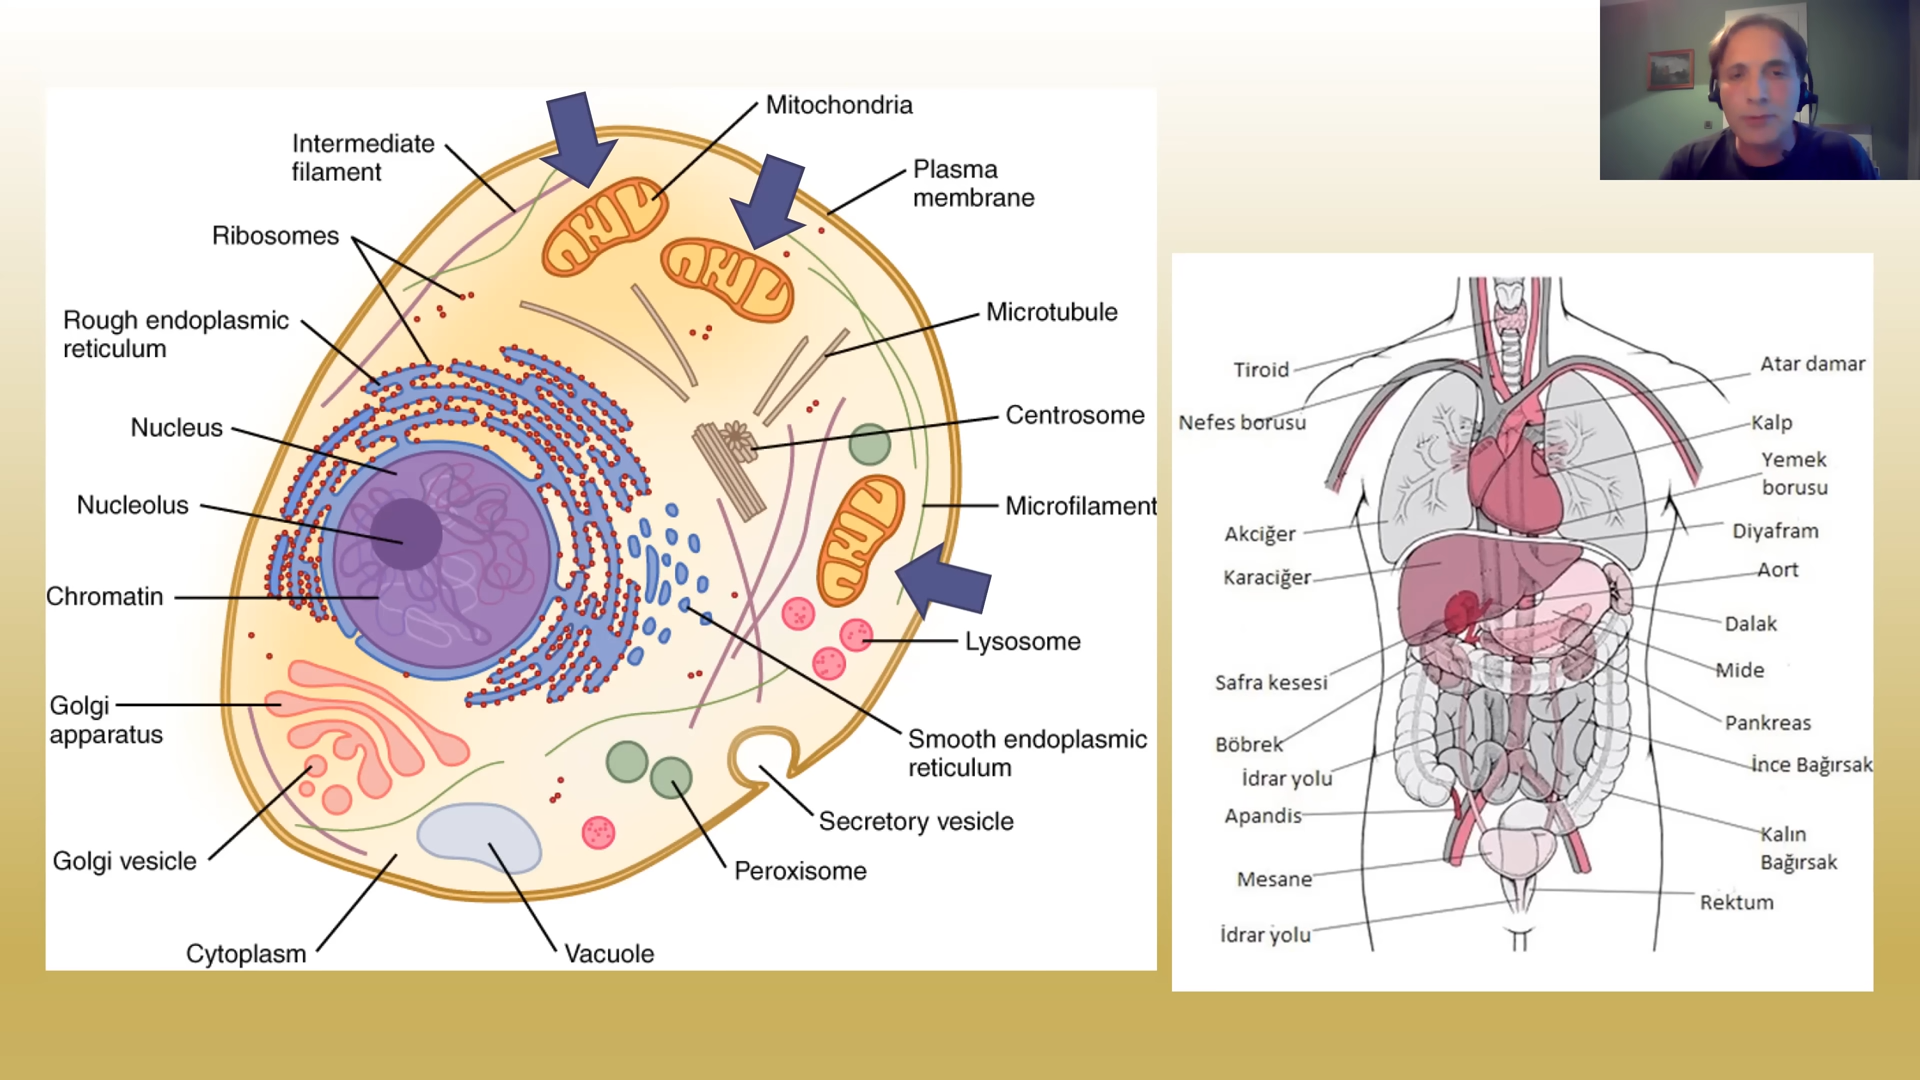 Mitochondria
Intermediate
filament
Plasma
membrane
Ribosomes
Rough endoplasmic
reticulum
Microtubule
Nucleus
Centrosome
Nucleolus
Microfilament
Chromatin
Lysosome
Golgi
apparatus
Smooth endoplasmic
reticulum
Secretory vesicle
Golgi vesicle
Peroxisome
Cytoplasm
Vacuole
Tiroid
Nefes borusu
Akciğer
Karaciğer
Safra kesesi
Böbrek
İdrar yolu
Apandis
Mesane
İdrar yolu
Atar damar
Kalp
Yemek
borusu
Diyafram
Aort
Dalak
Mide
Pankreas
İnce Bağırsak
Kalın
Bağırsak
Rektum